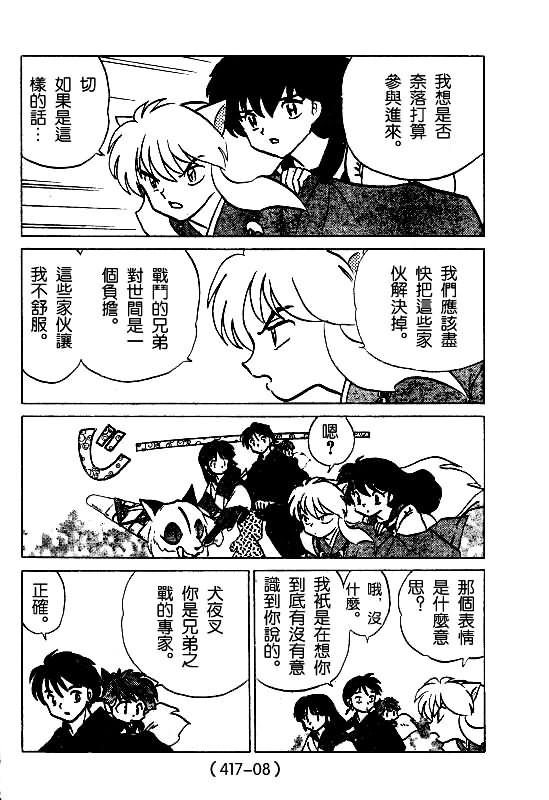 我想是否
奈落打算
參與進來。
切
如果是這
樣的話…
我們應該盡
快把這些家
伙解決掉。
戰鬥的兄弟
對世間是一
個負擔。
這些家伙讓
我不舒服。
嗯?
那個表情
是什麼意
思?
哦,沒
什麼。
我衹是在想你
到底有沒有意
識到你說的。
犬夜叉
你是兄弟之
戰的專家。
正確。
(417-08)